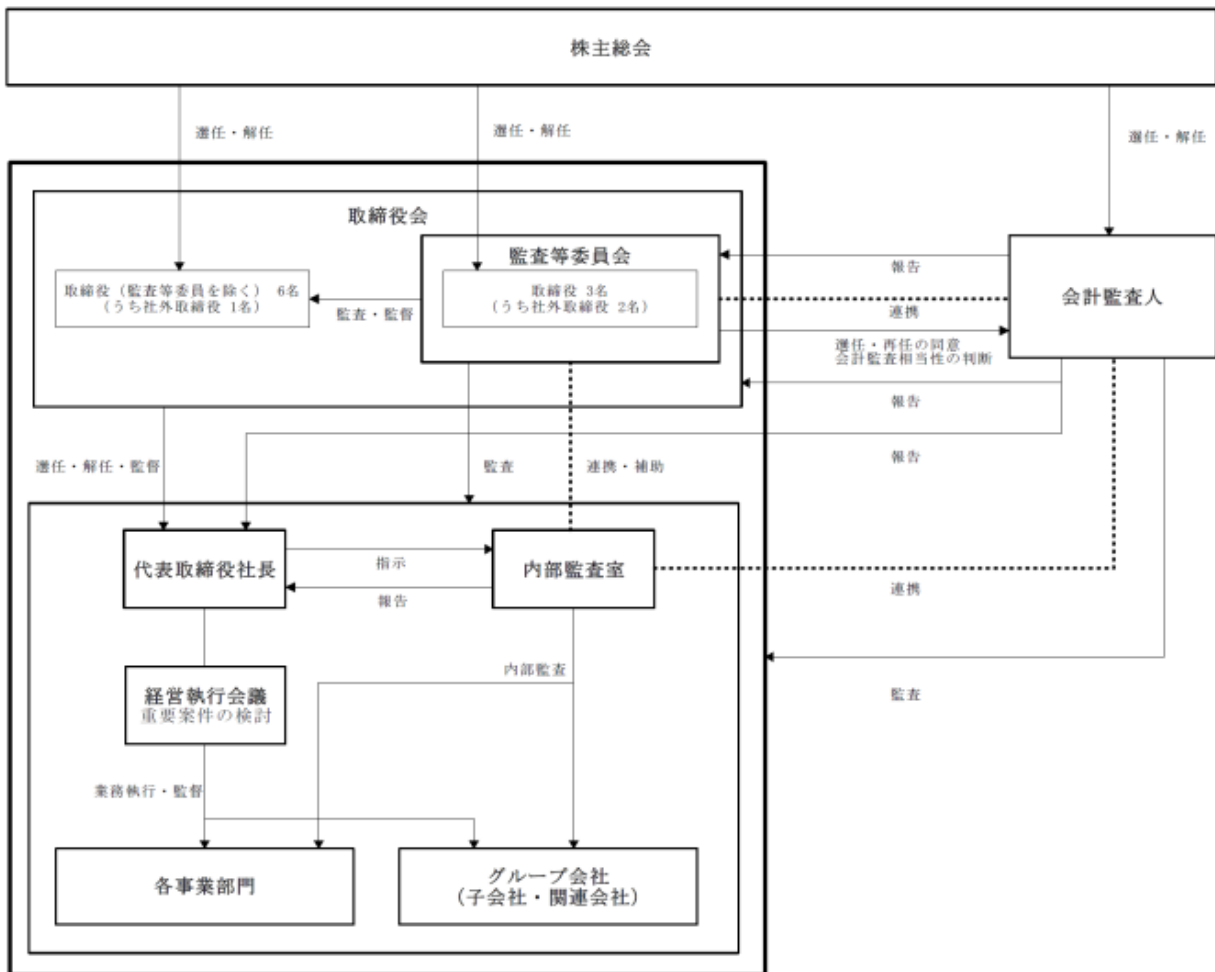 株主総会
選任・解任
選任・解任
選任・解任
取締役会
監査等委員会
取締役（監査等委員を除く） 6名
（うち社外取締役 1名）
監査・監督
取締役 3名
（うち社外取締役 2名）
報告
連携
会計監査人
選任・再任の同意
会計監査相当性の判断
報告
報告
選任・解任・監督
監査
連携・補助
代表取締役社長
指示
報告
内部監査室
連携
経営執行会議
重要案件の検討
内部監査
監査
業務執行・監督
各事業部門
グループ会社
（子会社・関連会社）